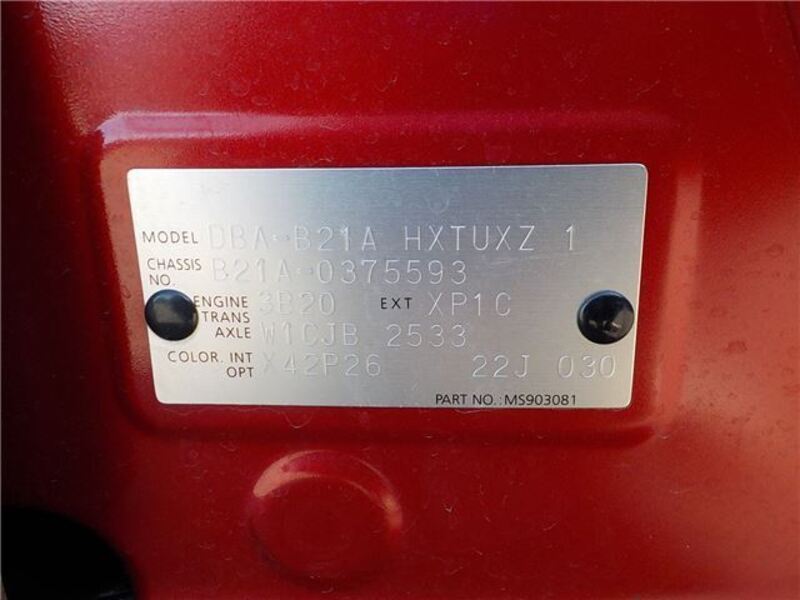 MODEL DBA-B21A HXTUXZ 1
CHASSIS NO. B21A-0375593
ENGINE 3B20 EXT XP1C
TRANS AXLE W1CJB 2533
COLOR. INT OPT X42P26 22J 030
PART NO.: MS903081